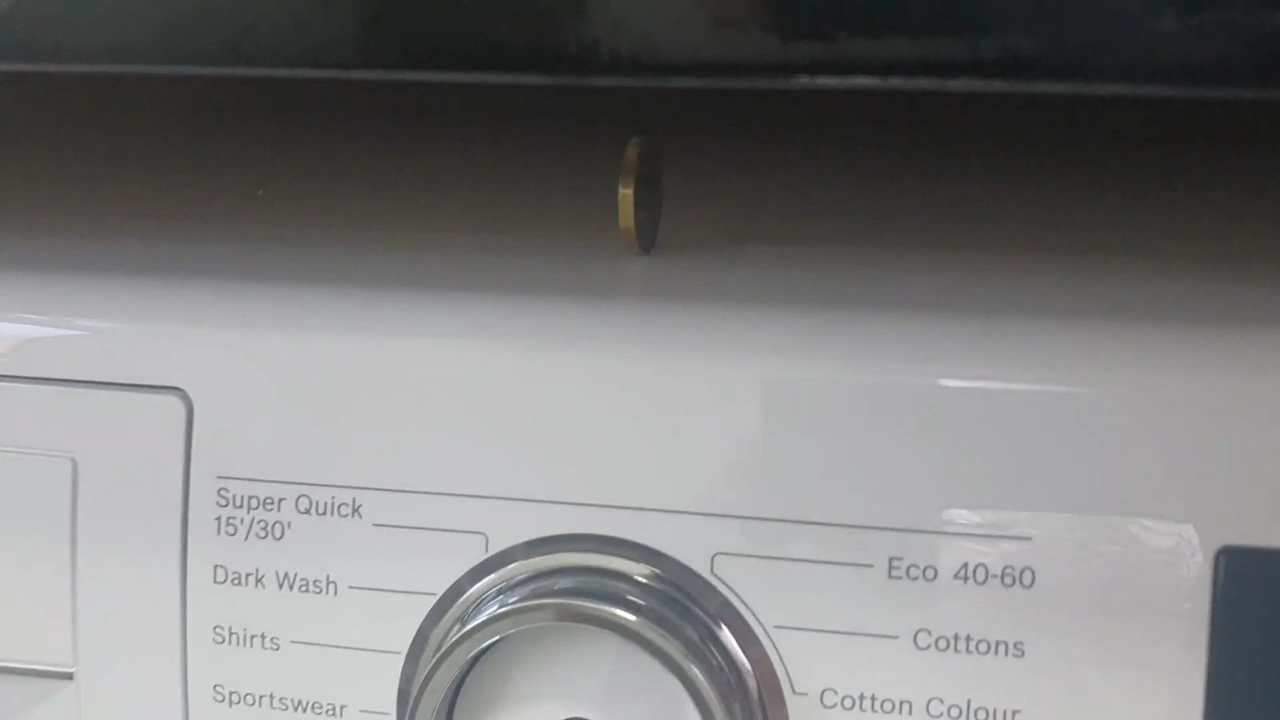 Super Quick
15'/30'
Dark Wash
Shirts
Sportswear
Eco 40-60
Cottons
Cotton Colour